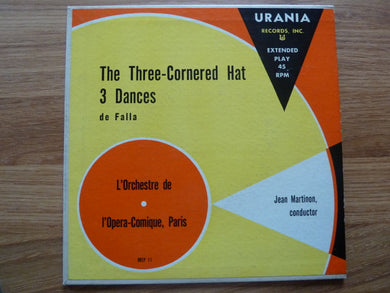 URANIA
RECORDS, INC.
EXTENDED
PLAY
45
RPM
The Three-Cornered Hat
3 Dances
de Falla
L'Orchestre de
l'Opera-Comique, Paris
Jean Martinon,
conductor